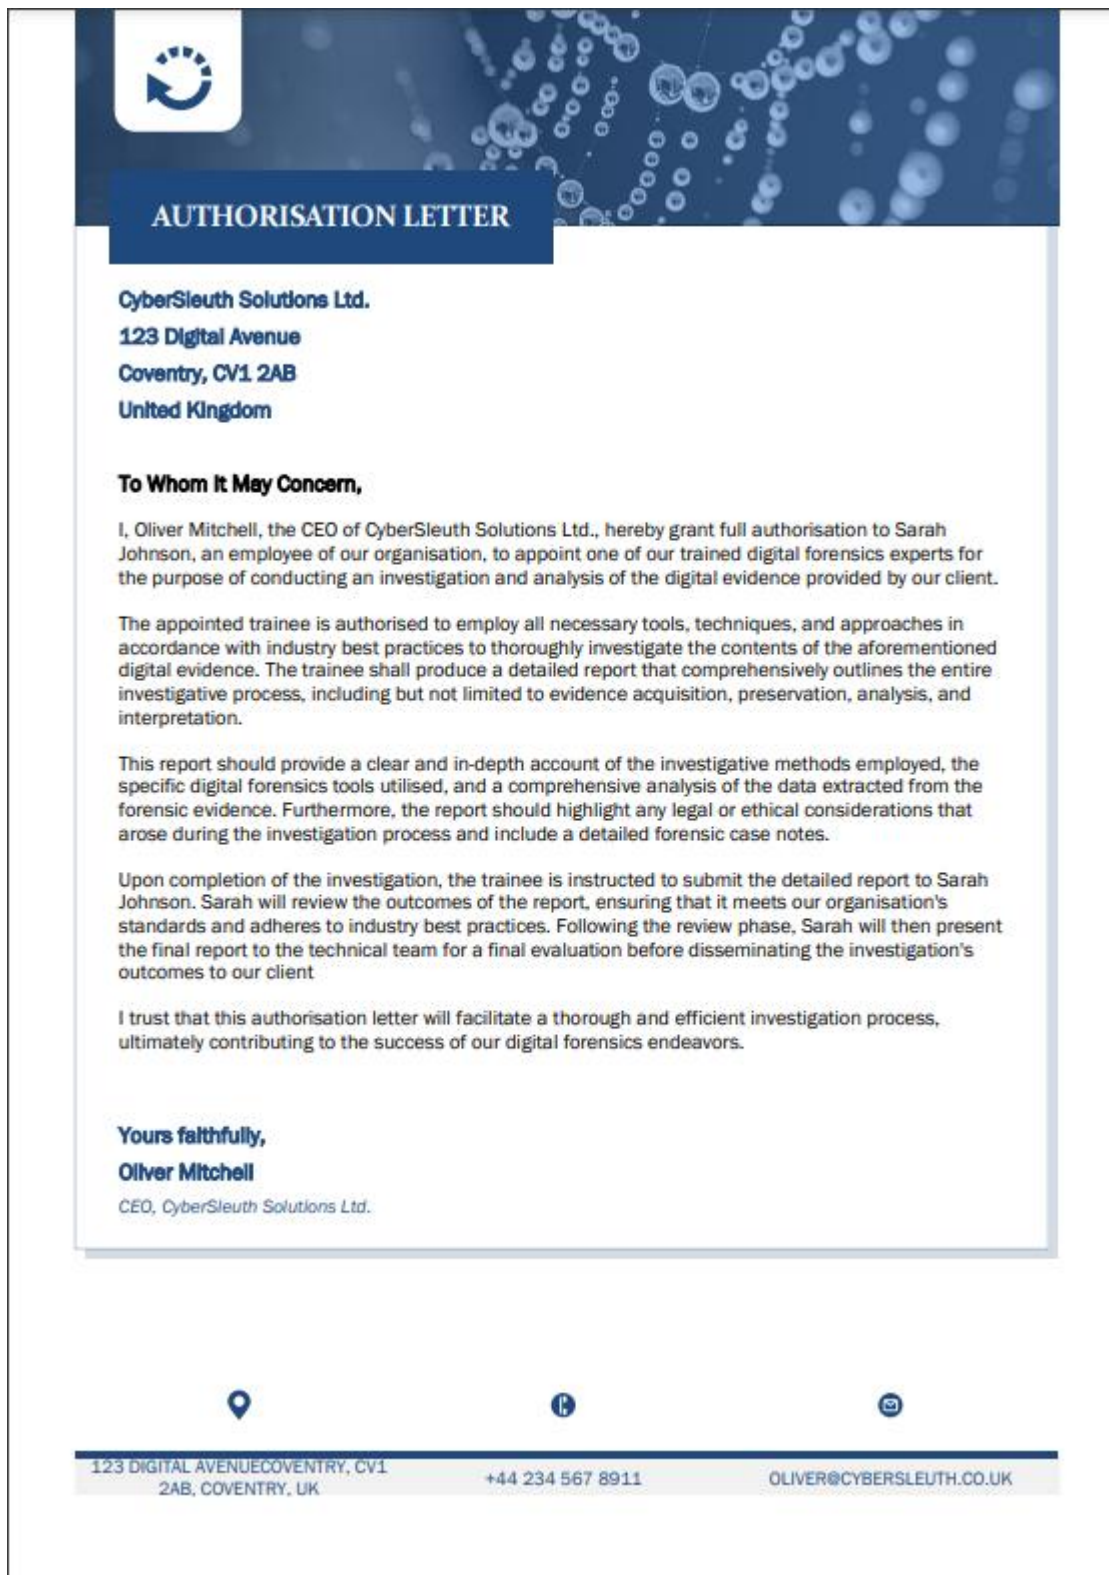 AUTHORISATION LETTER
CyberSleuth Solutions Ltd.
123 Digital Avenue
Coventry, CV1 2AB
United Kingdom
To Whom It May Concern,
I, Oliver Mitchell, the CEO of CyberSleuth Solutions Ltd., hereby grant full authorisation to Sarah
Johnson, an employee of our organisation, to appoint one of our trained digital forensics experts for
the purpose of conducting an investigation and analysis of the digital evidence provided by our client.
The appointed trainee is authorised to employ all necessary tools, techniques, and approaches in
accordance with industry best practices to thoroughly investigate the contents of the aforementioned
digital evidence. The trainee shall produce a detailed report that comprehensively outlines the entire
investigative process, including but not limited to evidence acquisition, preservation, analysis, and
interpretation.
This report should provide a clear and in-depth account of the investigative methods employed, the
specific digital forensics tools utilised, and a comprehensive analysis of the data extracted from the
forensic evidence. Furthermore, the report should highlight any legal or ethical considerations that
arose during the investigation process and include a detailed forensic case notes.
Upon completion of the investigation, the trainee is instructed to submit the detailed report to Sarah
Johnson. Sarah will review the outcomes of the report, ensuring that it meets our organisation's
standards and adheres to industry best practices. Following the review phase, Sarah will then present
the final report to the technical team for a final evaluation before disseminating the investigation's
outcomes to our client
I trust that this authorisation letter will facilitate a thorough and efficient investigation process,
ultimately contributing to the success of our digital forensics endeavors.
Yours faithfully,
Oliver Mitchell
CEO, CyberSleuth Solutions Ltd.
123 DIGITAL AVENUECOVENTRY, CV1
2AB, COVENTRY, UK
+44 234 567 8911
OLIVER@CYBERSLEUTH.CO.UK